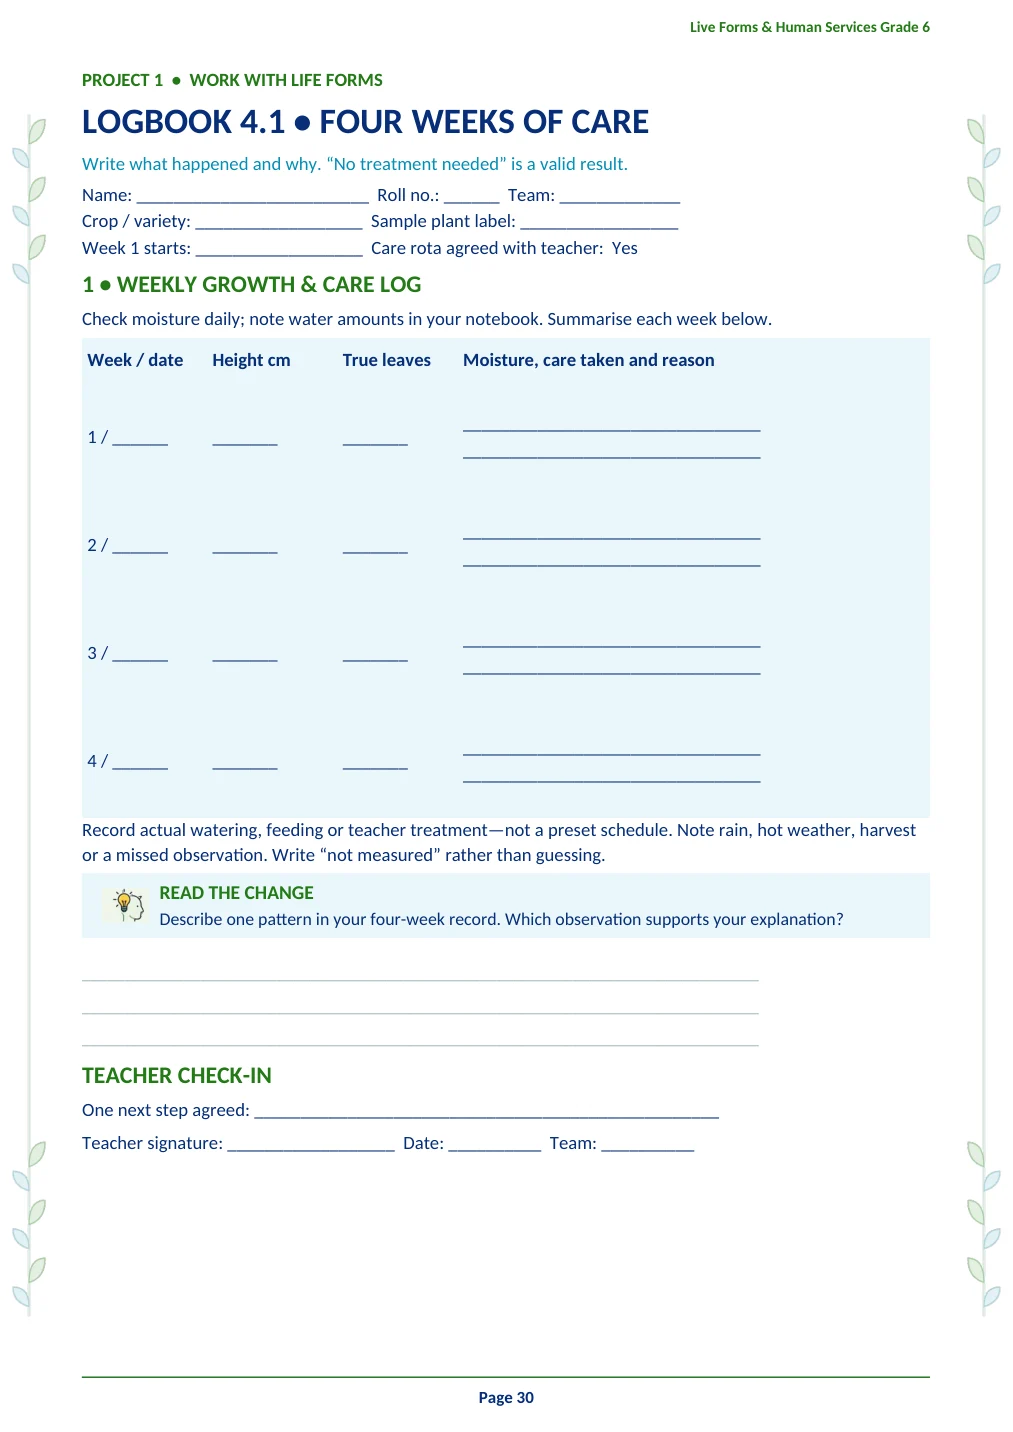 Live Forms & Human Services Grade 6
PROJECT 1 ● WORK WITH LIFE FORMS
LOGBOOK 4.1 ● FOUR WEEKS OF CARE
Write what happened and why. “No treatment needed” is a valid result.
Name: _________________________ Roll no.: ______ Team: _____________
Crop / variety: __________________ Sample plant label: _________________
Week 1 starts: __________________ Care rota agreed with teacher: Yes
1 ● WEEKLY GROWTH & CARE LOG
Check moisture daily; note water amounts in your notebook. Summarise each week below.
Week / date Height cm True leaves Moisture, care taken and reason
1 / ______ _______ _______ ________________________________
________________________________
2 / ______ _______ _______ ________________________________
________________________________
3 / ______ _______ _______ ________________________________
________________________________
4 / ______ _______ _______ ________________________________
________________________________
Record actual watering, feeding or teacher treatment—not a preset schedule. Note rain, hot weather, harvest
or a missed observation. Write “not measured” rather than guessing.
READ THE CHANGE
Describe one pattern in your four-week record. Which observation supports your explanation?
TEACHER CHECK-IN
One next step agreed: __________________________________________________
Teacher signature: __________________ Date: __________ Team: __________
Page 30